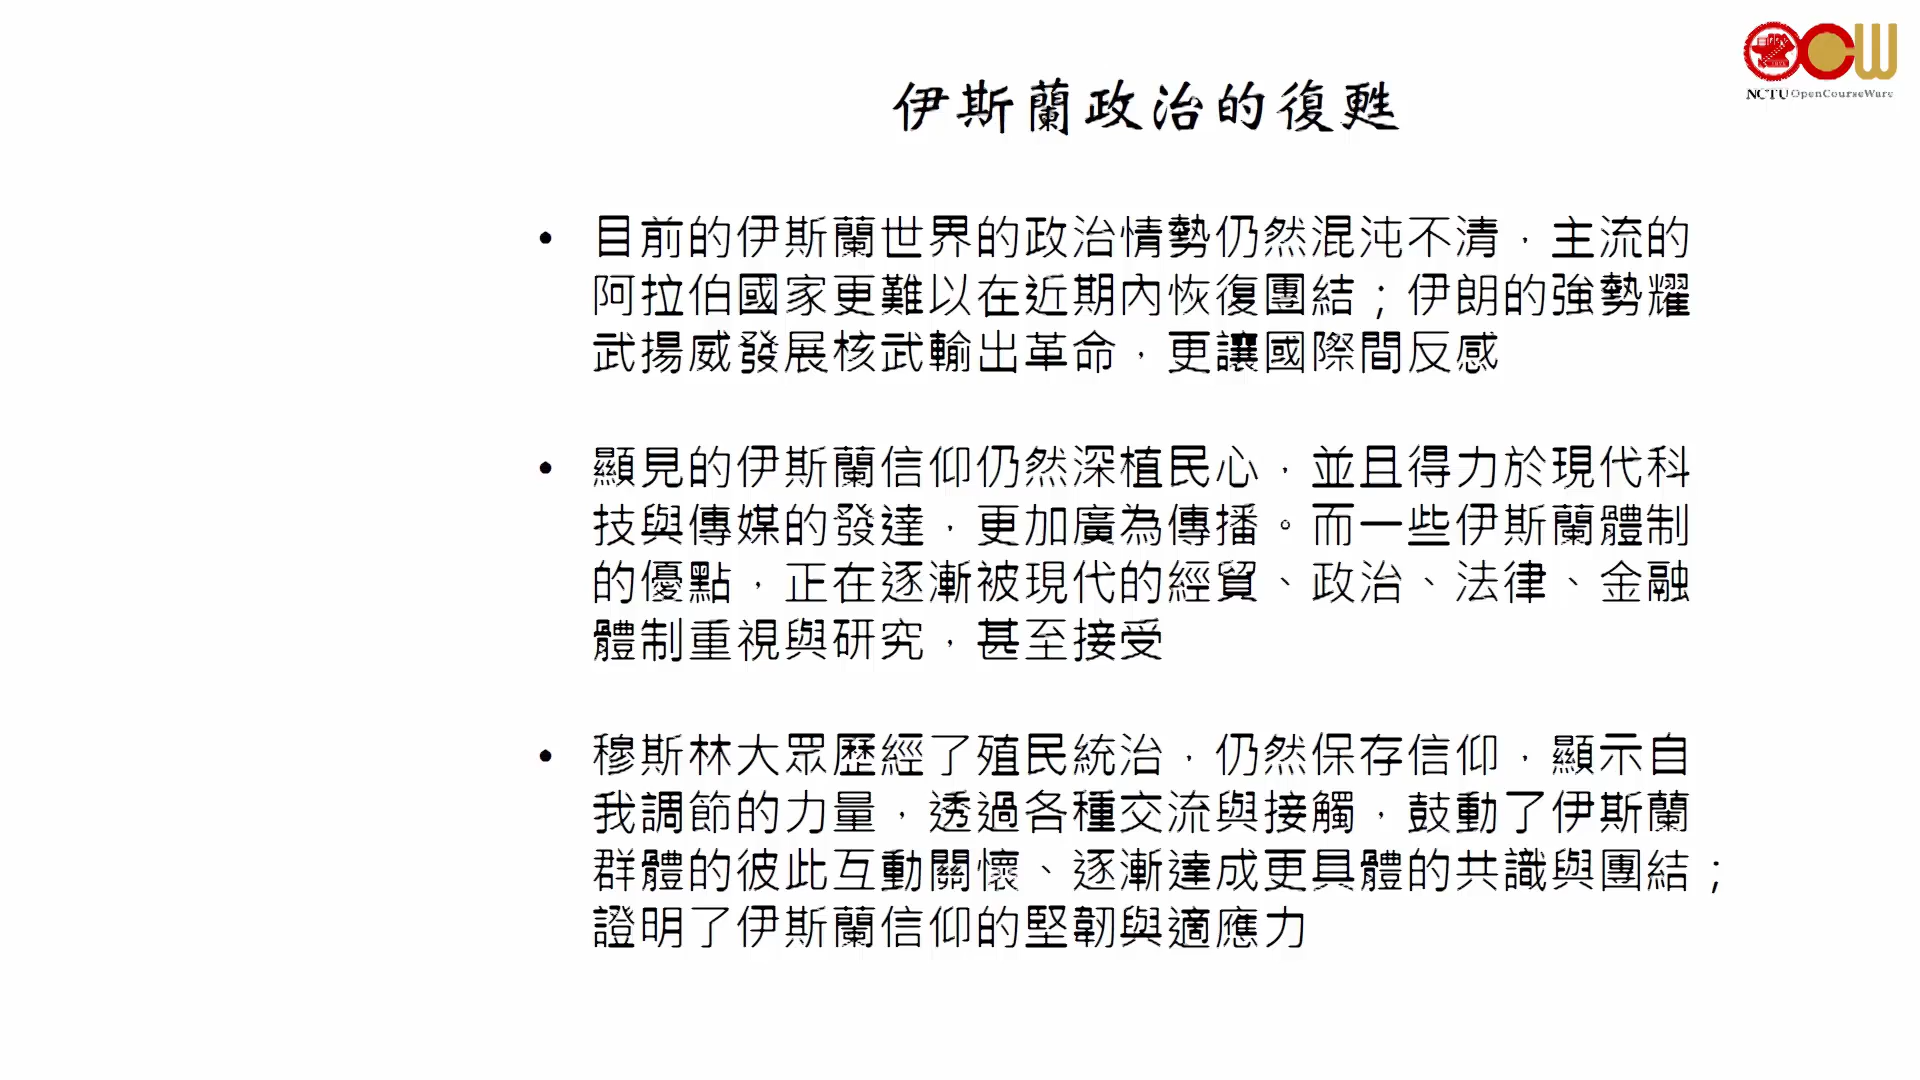 NCTU OpenCourseWare
伊斯蘭政治的復甦
• 目前的伊斯蘭世界的政治情勢仍然混沌不清，主流的
阿拉伯國家更難以在近期內恢復團結；伊朗的強勢耀
武揚威發展核武輸出革命，更讓國際間反感
• 顯見的伊斯蘭信仰仍然深植民心，並且得力於現代科
技與傳媒的發達，更加廣為傳播。而一些伊斯蘭體制
的優點，正在逐漸被現代的經貿、政治、法律、金融
體制重視與研究，甚至接受
• 穆斯林大眾歷經了殖民統治，仍然保存信仰，顯示自
我調節的力量，透過各種交流與接觸，鼓動了伊斯蘭
群體的彼此互動關懷、逐漸達成更具體的共識與團結；
證明了伊斯蘭信仰的堅韌與適應力